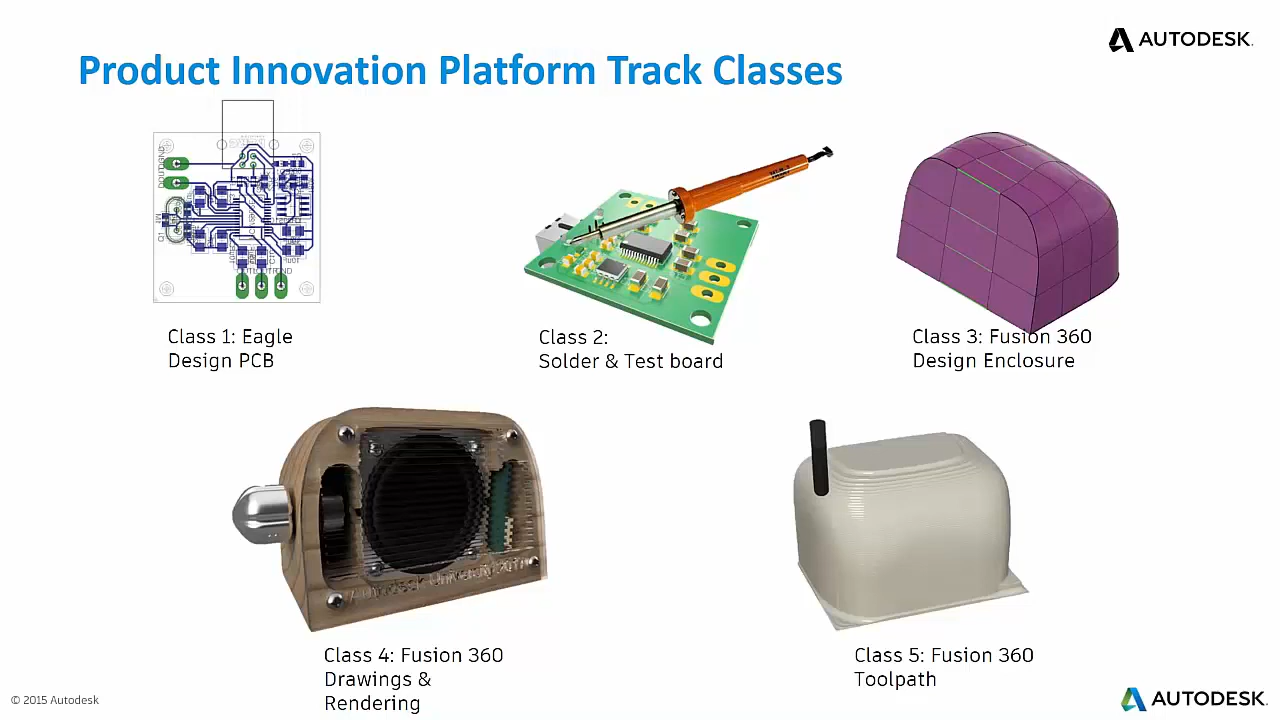 AUTODESK.
Product Innovation Platform Track Classes
Class 1: Eagle
Design PCB
Class 2:
Solder & Test board
Class 3: Fusion 360
Design Enclosure
Class 4: Fusion 360
Drawings &
Rendering
Class 5: Fusion 360
Toolpath
© 2015 Autodesk
AUTODESK.